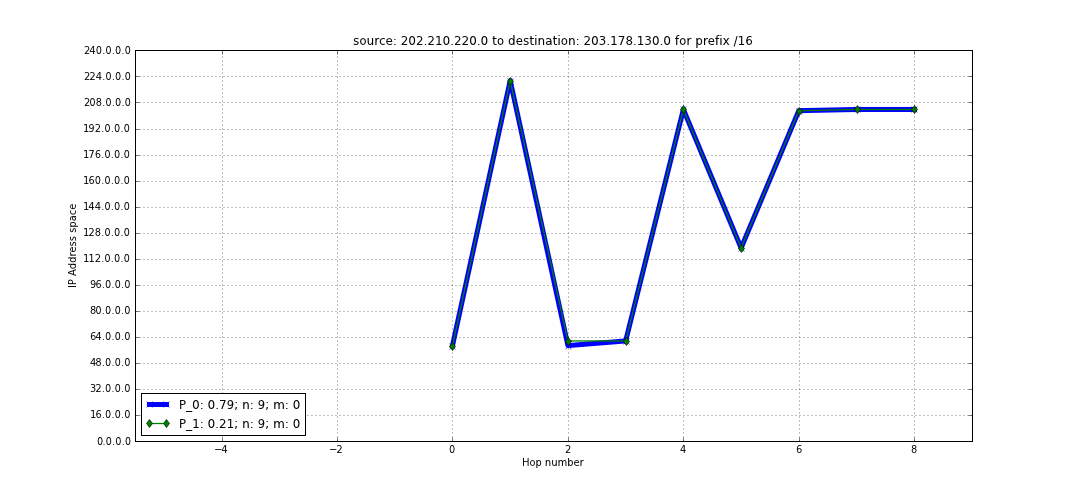 source: 202.210.220.0 to destination: 203.178.130.0 for prefix /16
240.0.0.0
224.0.0.0
208.0.0.0
192.0.0.0
176.0.0.0
160.0.0.0
144.0.0.0
128.0.0.0
112.0.0.0
96.0.0.0
80.0.0.0
64.0.0.0
48.0.0.0
32.0.0.0
16.0.0.0
0.0.0.0
IP Address space
P_0: 0.79; n: 9; m: 0
P_1: 0.21; n: 9; m: 0
−4 −2 0 2 4 6 8
Hop number